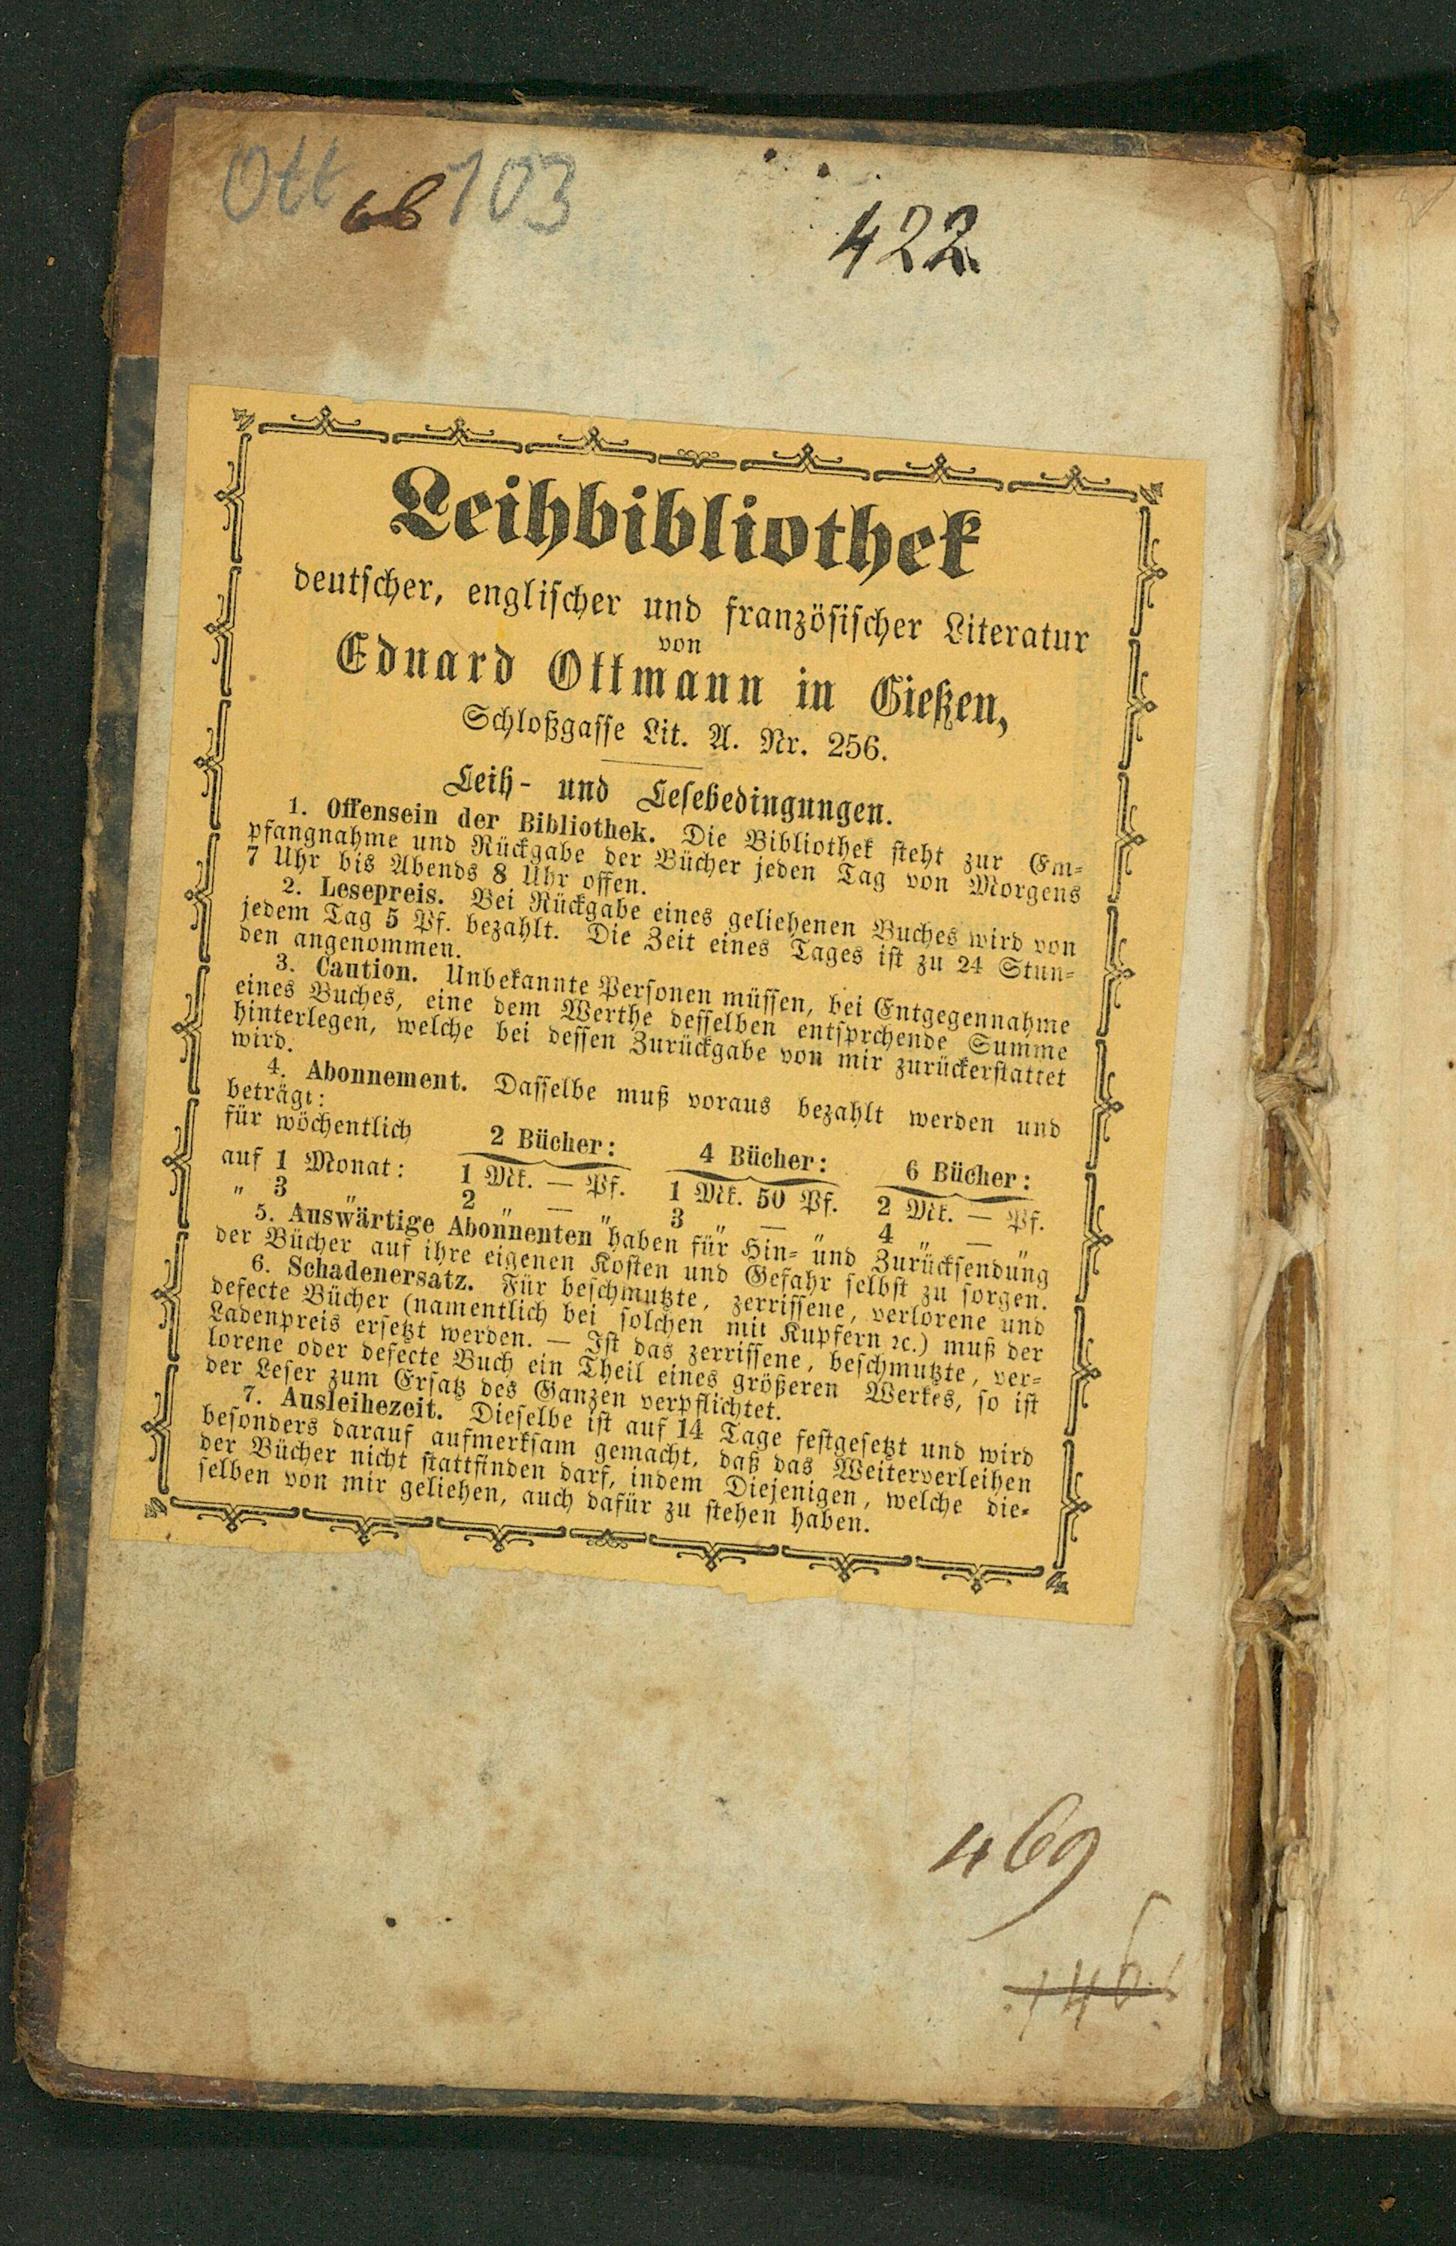 Ott 103
422
Leihbibliothek
deutscher, englischer und französischer Literatur
von
Eduard Ottmann in Gießen,
Schloßgasse Lit. A. Nr. 256.
Leih- und Lesebedingungen.
1. Offensein der Bibliothek. Die Bibliothek steht zur Em-
pfangnahme und Rückgabe der Bücher jeden Tag von Morgens
7 Uhr bis Abends 8 Uhr offen.
2. Lesepreis. Bei Rückgabe eines geliehenen Buches wird von
jedem Tag 5 Pf. bezahlt. Die Zeit eines Tages ist zu 24 Stun-
den angenommen.
3. Caution. Unbekannte Personen müssen, bei Entgegennahme
eines Buches, eine dem Werthe desselben entsprchende Summe
hinterlegen, welche bei dessen Zurückgabe von mir zurückerstattet
wird.
4. Abonnement. Dasselbe muß voraus bezahlt werden und
beträgt:
für wöchentlich 2 Bücher: 4 Bücher: 6 Bücher:
auf 1 Monat: 1 Mk. — Pf. 1 Mk. 50 Pf. 2 Mk. — Pf.
" 3 " 2 " — " 3 " — " 4 " — "
5. Auswärtige Abonnenten haben für Hin- und Zurücksendung
der Bücher auf ihre eigenen Kosten und Gefahr selbst zu sorgen.
6. Schadenersatz. Für beschmutzte, zerrissene, verlorene und
defecte Bücher (namentlich bei solchen mit Kupfern ꝛc.) muß der
Ladenpreis ersetzt werden. — Ist das zerrissene, beschmutzte, ver-
lorene oder defecte Buch ein Theil eines größeren Werkes, so ist
der Leser zum Ersatz des Ganzen verpflichtet.
7. Ausleihezeit. Dieselbe ist auf 14 Tage festgesetzt und wird
besonders darauf aufmerksam gemacht, daß das Weiterverleihen
der Bücher nicht stattfinden darf, indem Diejenigen, welche die-
selben von mir geliehen, auch dafür zu stehen haben.
469